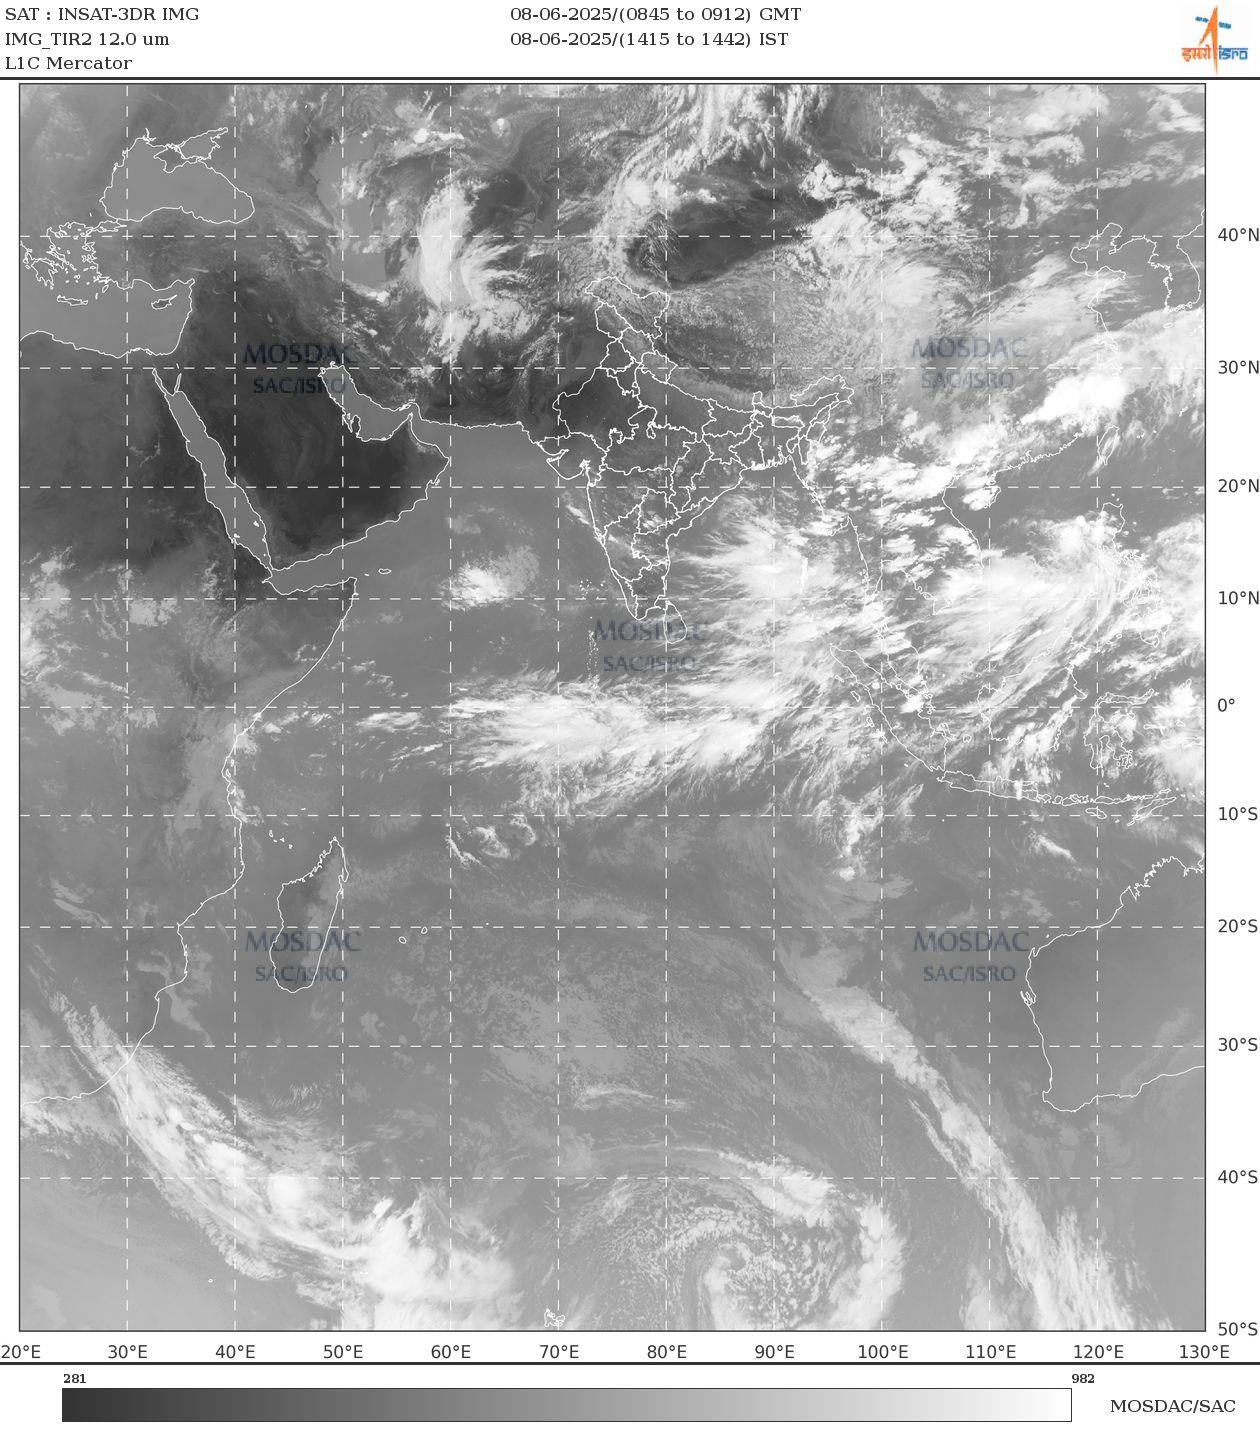 SAT : INSAT-3DR IMG
IMG_TIR2 12.0 um
L1C Mercator
08-06-2025/(0845 to 0912) GMT
08-06-2025/(1415 to 1442) IST
इसरो isro
40°N
MOSDAC
SAC/ISRO
MOSDAC
SAC/ISRO
30°N
20°N
10°N
MOSDAC
SAC/ISRO
0°
10°S
20°S
MOSDAC
SAC/ISRO
MOSDAC
SAC/ISRO
30°S
40°S
50°S
20°E 30°E 40°E 50°E 60°E 70°E 80°E 90°E 100°E 110°E 120°E 130°E
281 982
MOSDAC/SAC